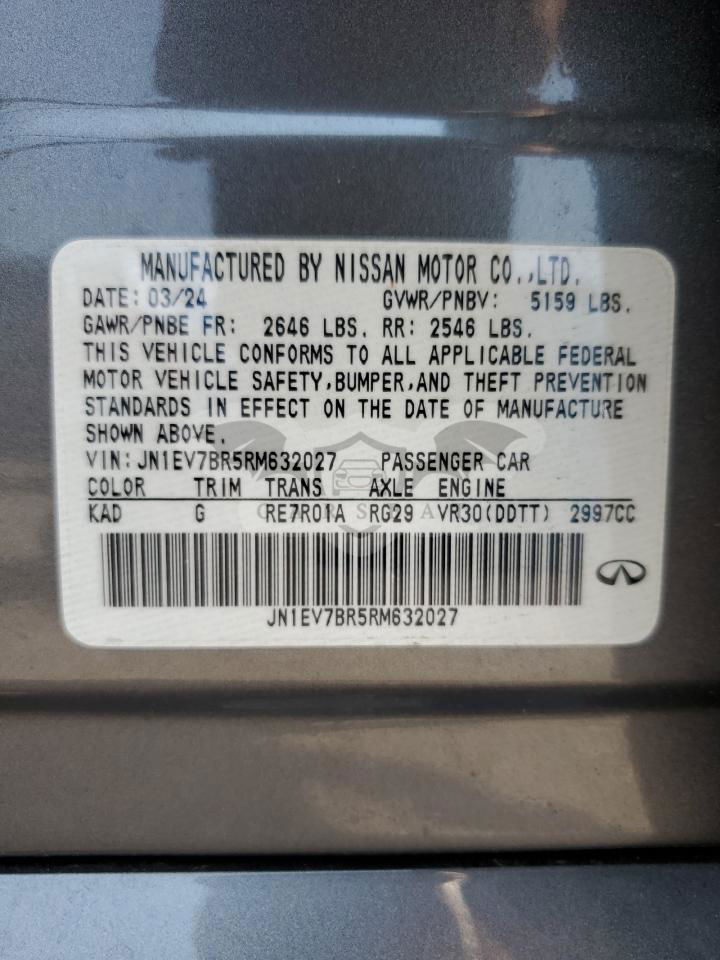 MANUFACTURED BY NISSAN MOTOR CO.,LTD.
DATE: 03/24 GVWR/PNBV: 5159 LBS.
GAWR/PNBE FR: 2646 LBS. RR: 2546 LBS.
THIS VEHICLE CONFORMS TO ALL APPLICABLE FEDERAL
MOTOR VEHICLE SAFETY,BUMPER,AND THEFT PREVENTION
STANDARDS IN EFFECT ON THE DATE OF MANUFACTURE
SHOWN ABOVE.
VIN:JN1EV7BR5RM632027 PASSENGER CAR
COLOR TRIM TRANS AXLE ENGINE
KAD G RE7R01A RG29 VR30(DDTT) 2997CC
JN1EV7BR5RM632027